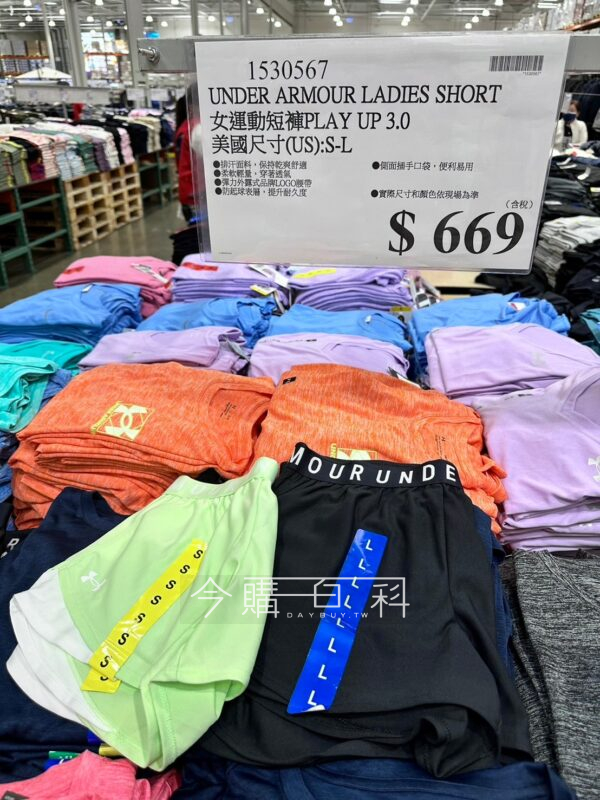 1530567
*1530567*
UNDER ARMOUR LADIES SHORT
女運動短褲PLAY UP 3.0
美國尺寸(US):S-L
●排汗面料，保持乾爽舒適
●柔軟輕量，穿著透氣
●彈力外露式品牌LOGO腰帶
●防起球表層，提升耐久度
●側面插手口袋，便利易用
●實際尺寸和顏色依現場為準
(含稅)
$ 669
MOUR UNDE
S S S S S S
L L L L L L L
今購百科
DAYBUY.TW